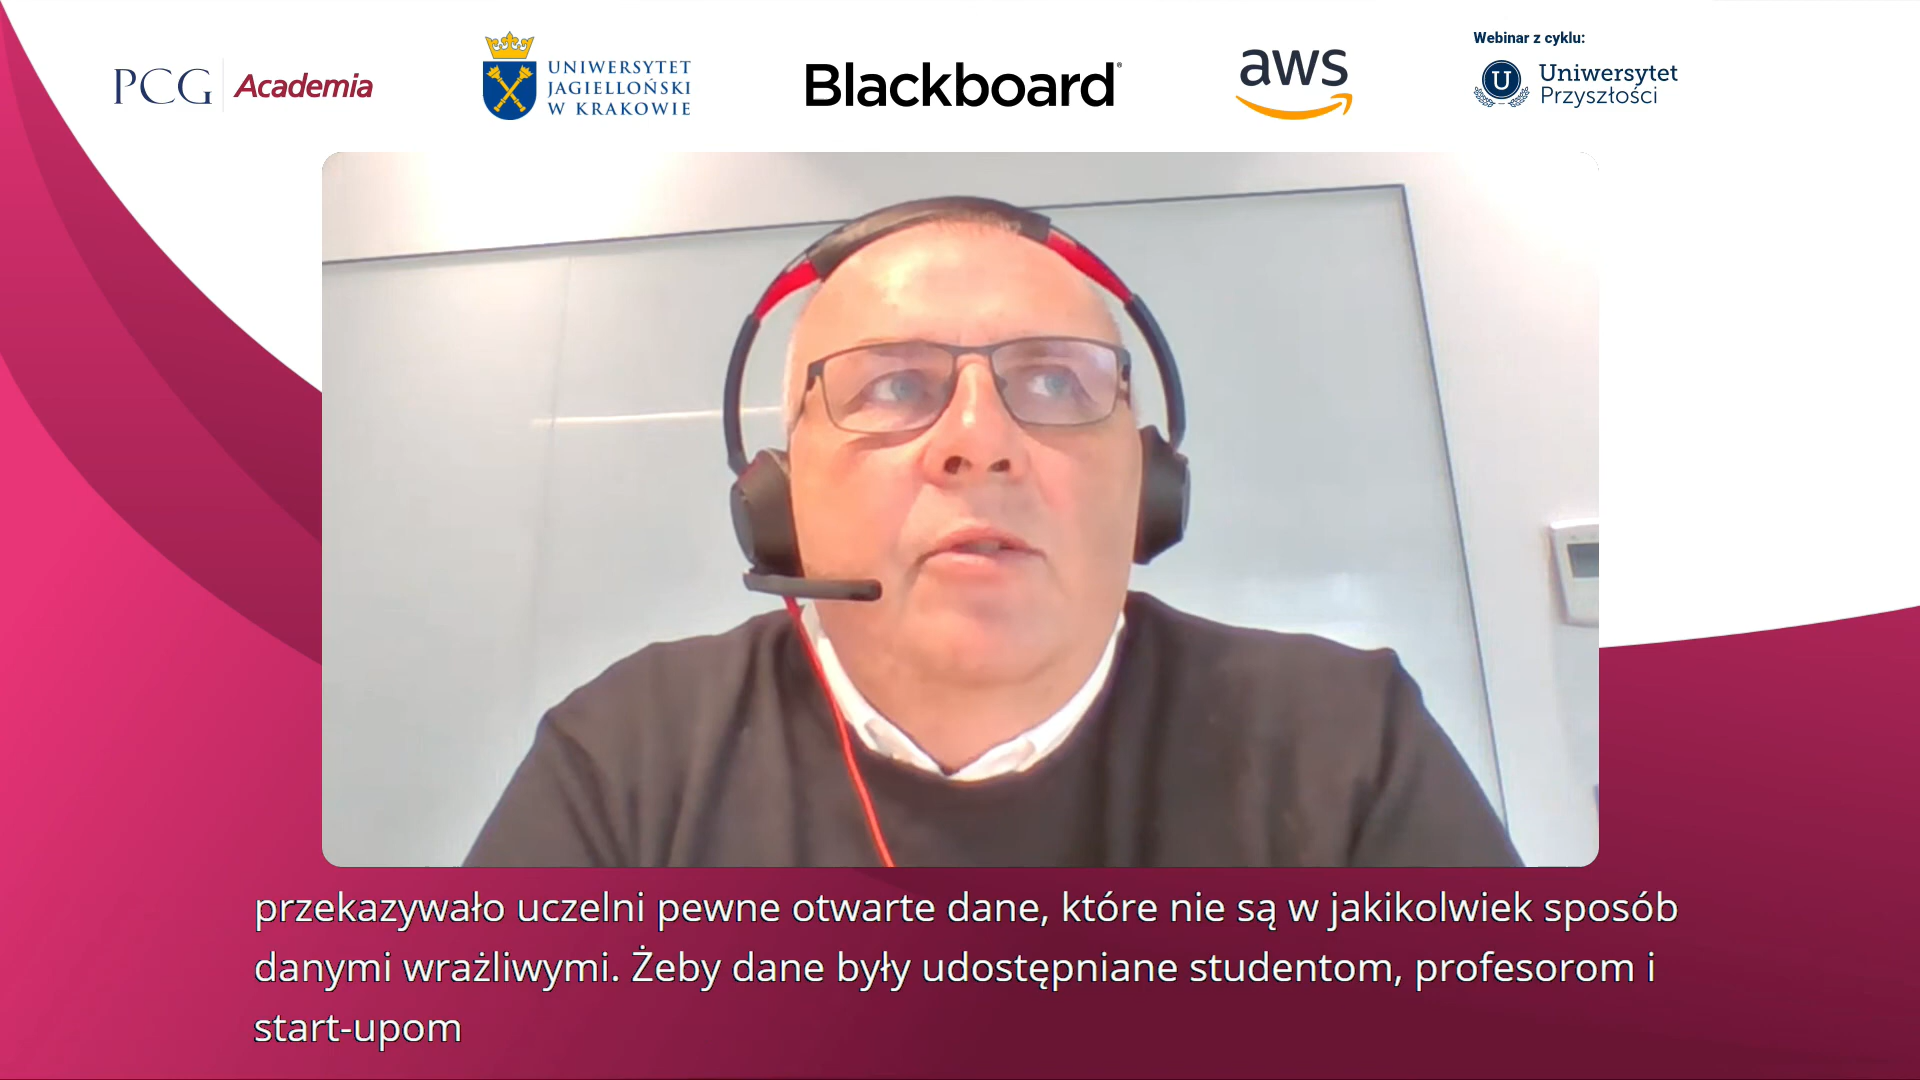 PCG Academia
UNIWERSYTET
JAGIELLOŃSKI
W KRAKOWIE
Blackboard®
aws
Webinar z cyklu:
U
Uniwersytet
Przyszłości
przekazywało uczelni pewne otwarte dane, które nie są w jakikolwiek sposób
danymi wrażliwymi. Żeby dane były udostępniane studentom, profesorom i
start-upom